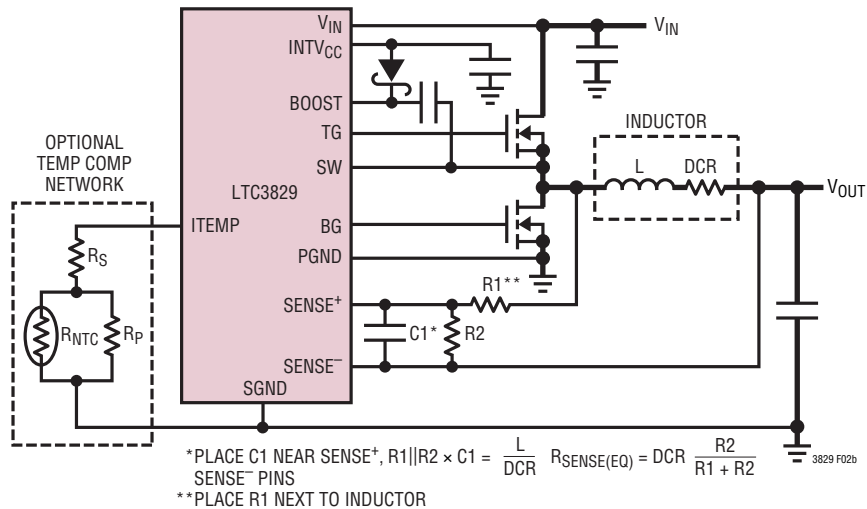 V_IN
V_IN
INTV_CC
BOOST
TG
SW
LTC3829
ITEMP
BG
PGND
SENSE⁺
SENSE⁻
SGND
OPTIONAL
TEMP COMP
NETWORK
R_S
R_NTC
R_P
INDUCTOR
L
DCR
V_OUT
R1**
C1*
R2
*PLACE C1 NEAR SENSE⁺, R1||R2 × C1 = L/DCR R_SENSE(EQ) = DCR R2/(R1 + R2)
SENSE⁻ PINS
**PLACE R1 NEXT TO INDUCTOR
3829 F02b